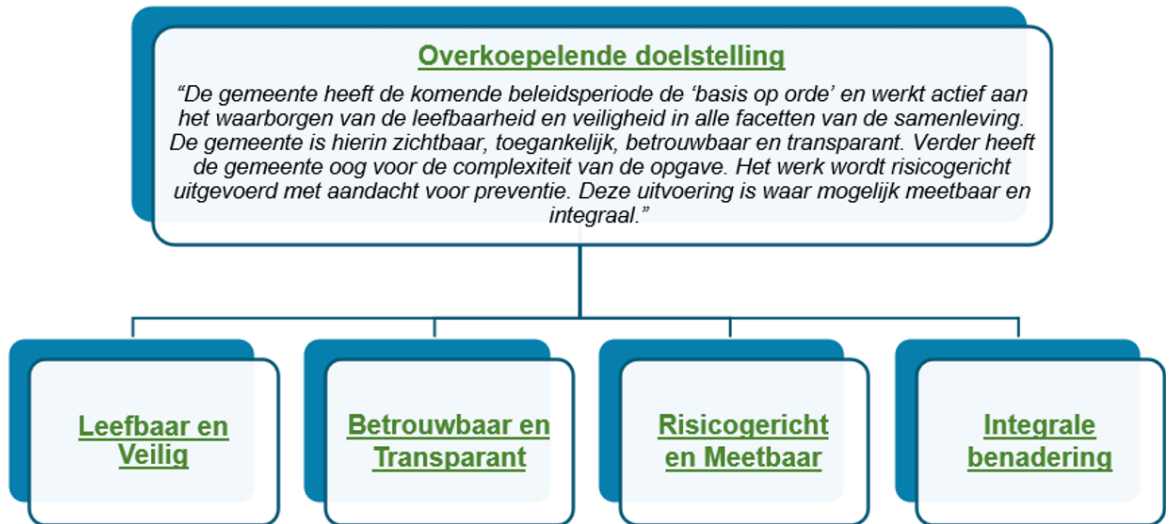 Overkoepelende doelstelling
“De gemeente heeft de komende beleidsperiode de ‘basis op orde’ en werkt actief aan
het waarborgen van de leefbaarheid en veiligheid in alle facetten van de samenleving.
De gemeente is hierin zichtbaar, toegankelijk, betrouwbaar en transparant. Verder heeft
de gemeente oog voor de complexiteit van de opgave. Het werk wordt risicogericht
uitgevoerd met aandacht voor preventie. Deze uitvoering is waar mogelijk meetbaar en
integraal.”
Leefbaar en
Veilig
Betrouwbaar en
Transparant
Risicogericht
en Meetbaar
Integrale
benadering